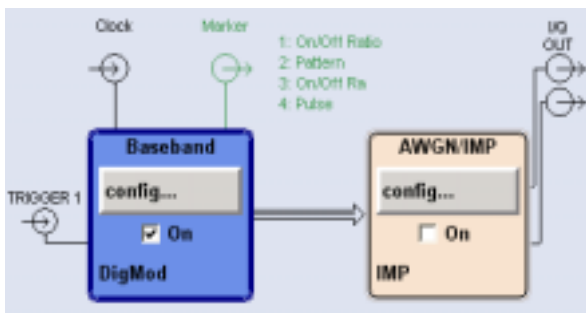 Clock
Marker
1: On/Off Ratio
2: Pattern
3: On/Off Ra
4: Pulse
I/Q
OUT
Baseband
config...
On
DigMod
TRIGGER 1
AWGN/IMP
config...
On
IMP